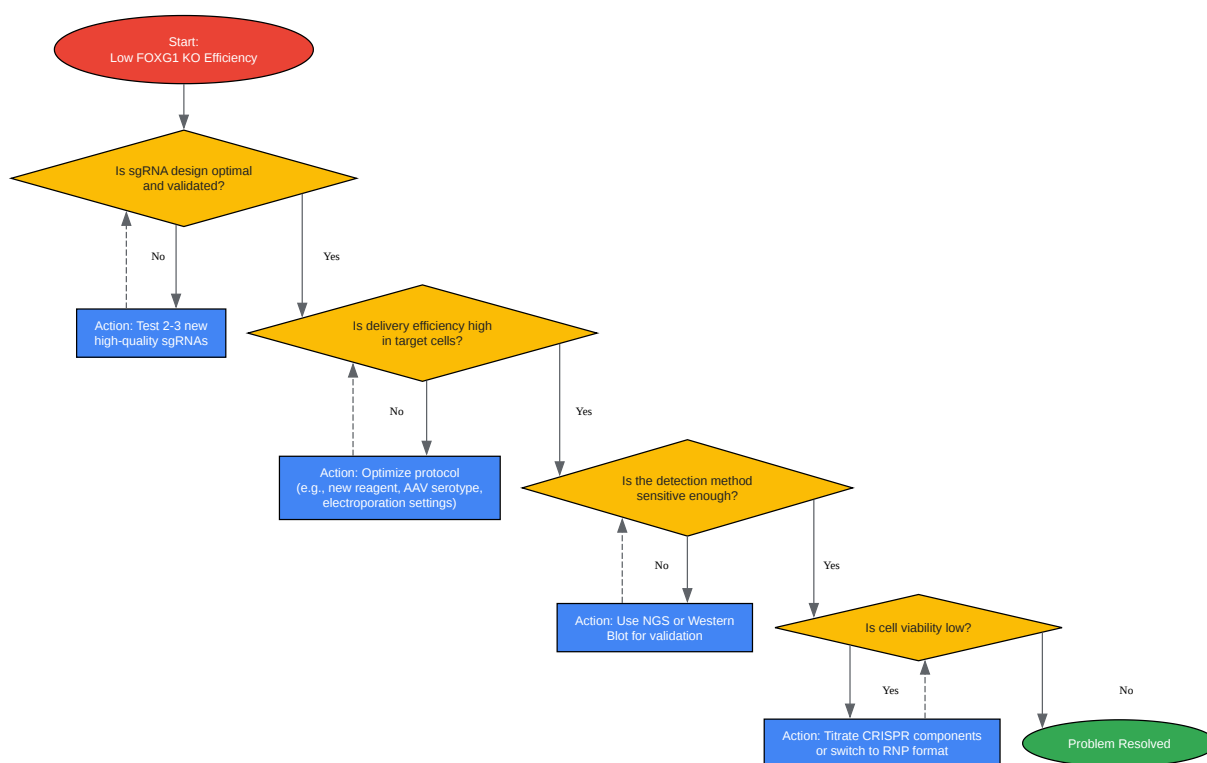 Start:
Low FOXG1 KO Efficiency
Is sgRNA design optimal
and validated?
No
Yes
Action: Test 2-3 new
high-quality sgRNAs
Is delivery efficiency high
in target cells?
No
Yes
Action: Optimize protocol
(e.g., new reagent, AAV serotype,
electroporation settings)
Is the detection method
sensitive enough?
No
Yes
Action: Use NGS or Western
Blot for validation
Is cell viability low?
Yes
No
Action: Titrate CRISPR components
or switch to RNP format
Problem Resolved